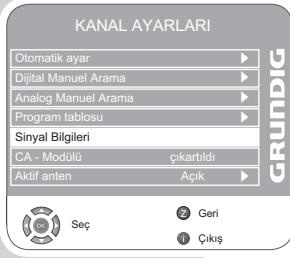 KANAL AYARLARI
Otomatik ayar
Dijital Manuel Arama
Analog Manuel Arama
Program tablosu
Sinyal Bilgileri
CA - Modülü çıkartıldı
Aktif anten Açık
GRUNDIG
OK Seç
Z Geri
i Çıkış